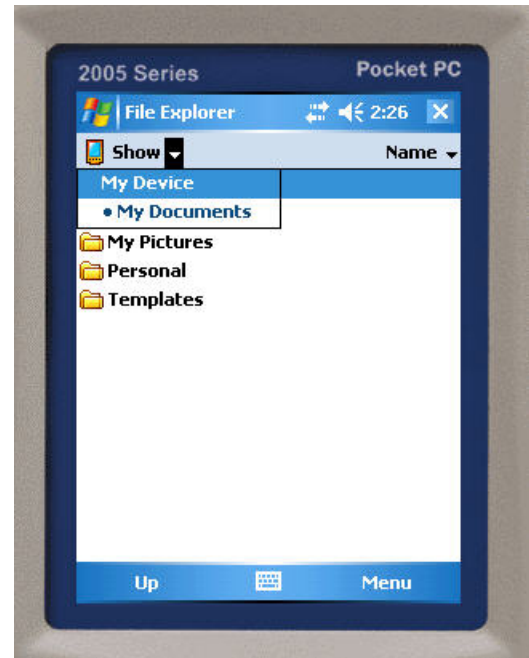 2005 Series Pocket PC
File Explorer 2:26
Show Name
My Device
• My Documents
My Pictures
Personal
Templates
Up Menu